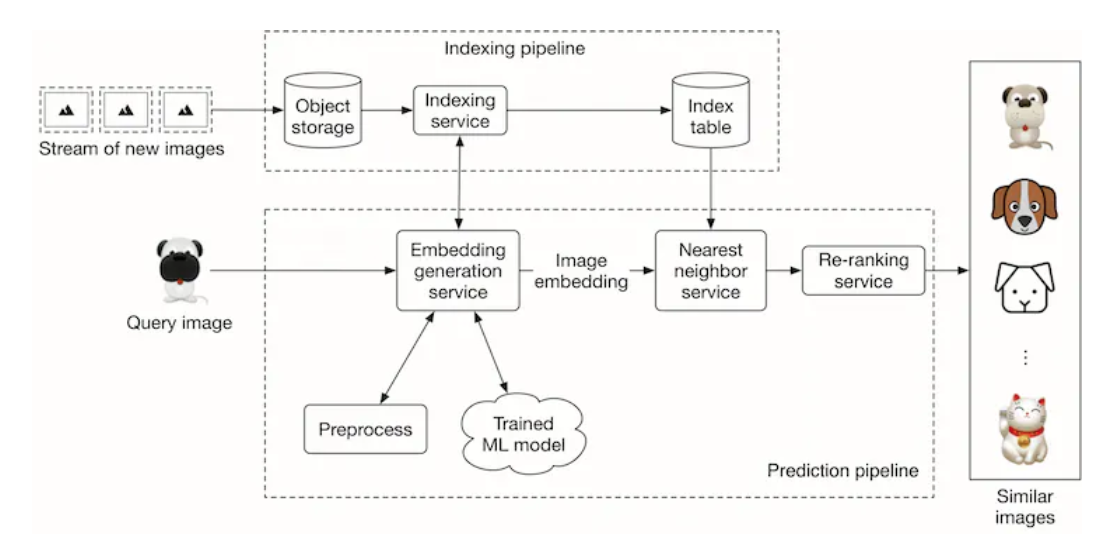 Indexing pipeline
Object
storage
Indexing
service
Index
table
Stream of new images
Embedding
generation
service
Image
embedding
Nearest
neighbor
service
Re-ranking
service
Query image
Preprocess
Trained
ML model
Prediction pipeline
Similar
images